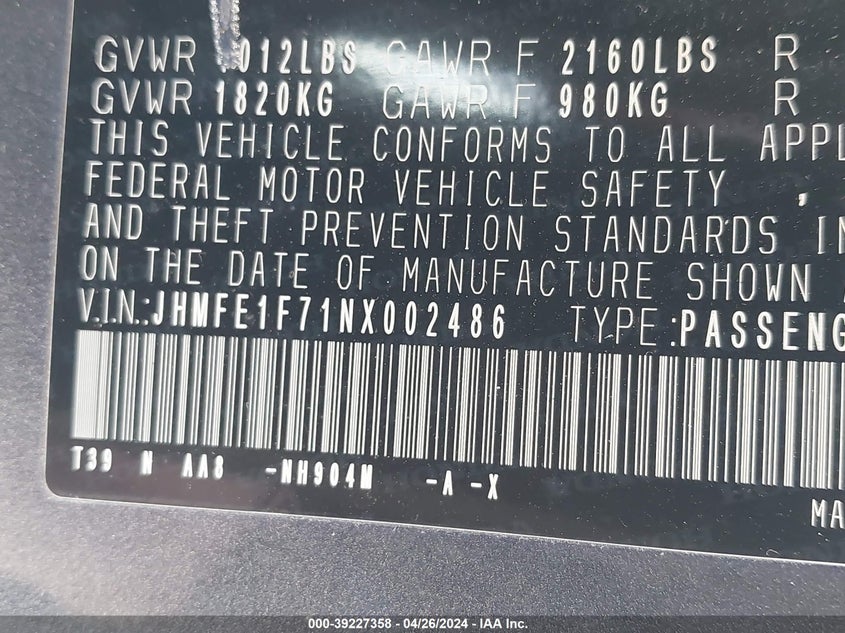 GVWR 012LBS GAWR F 2160LBS R
GVWR 1820KG GAWR F 980KG R
THIS VEHICLE CONFORMS TO ALL APPL
FEDERAL MOTOR VEHICLE SAFETY ,
AND THEFT PREVENTION STANDARDS IN
ON THE DATE OF MANUFACTURE SHOWN A
V.I.N.:JHMFE1F71NX002486 TYPE:PASSENG
T39 N AA8 -NH904M -A -X
MA
000-39227358 - 04/26/2024 - IAA Inc.